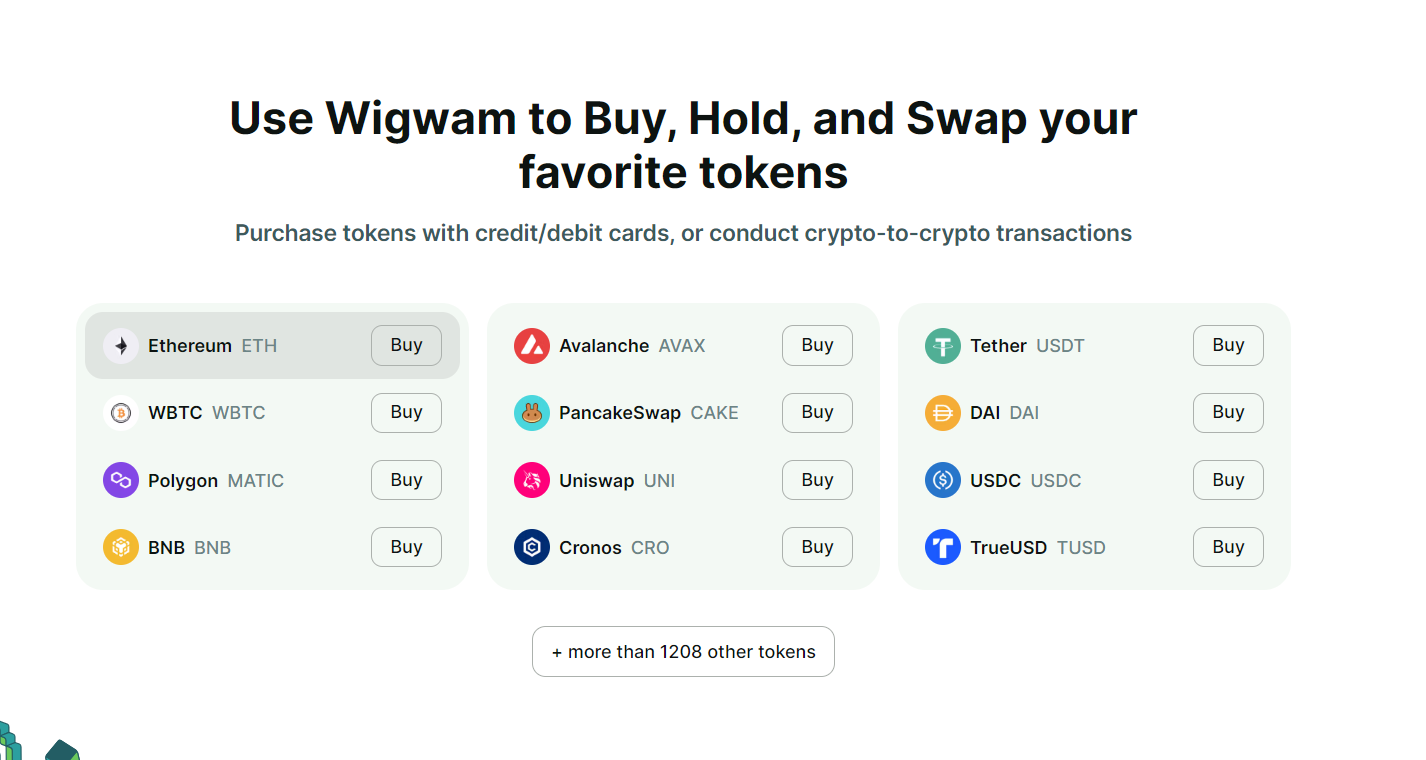 Use Wigwam to Buy, Hold, and Swap your
favorite tokens
Purchase tokens with credit/debit cards, or conduct crypto-to-crypto transactions
Ethereum ETH Buy
WBTC WBTC Buy
Polygon MATIC Buy
BNB BNB Buy
Avalanche AVAX Buy
PancakeSwap CAKE Buy
Uniswap UNI Buy
Cronos CRO Buy
Tether USDT Buy
DAI DAI Buy
USDC USDC Buy
TrueUSD TUSD Buy
+ more than 1208 other tokens